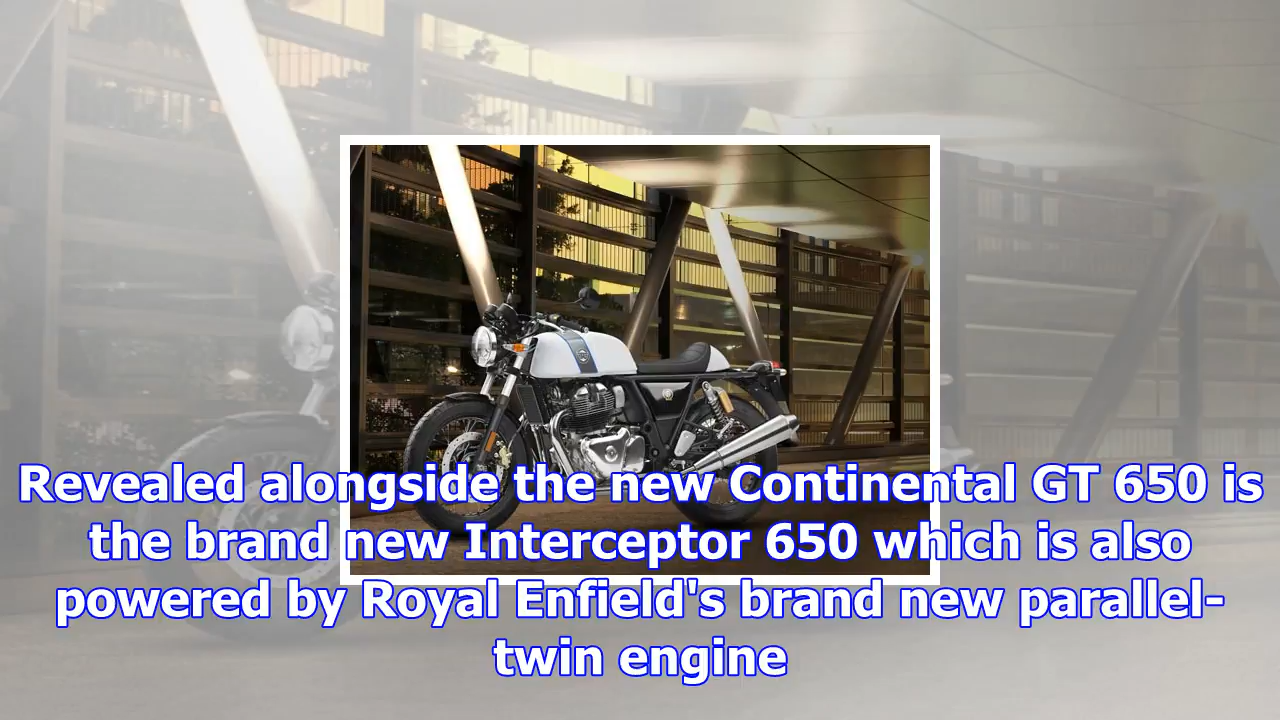 Revealed alongside the new Continental GT 650 is
the brand new Interceptor 650 which is also
powered by Royal Enfield's brand new parallel-
twin engine